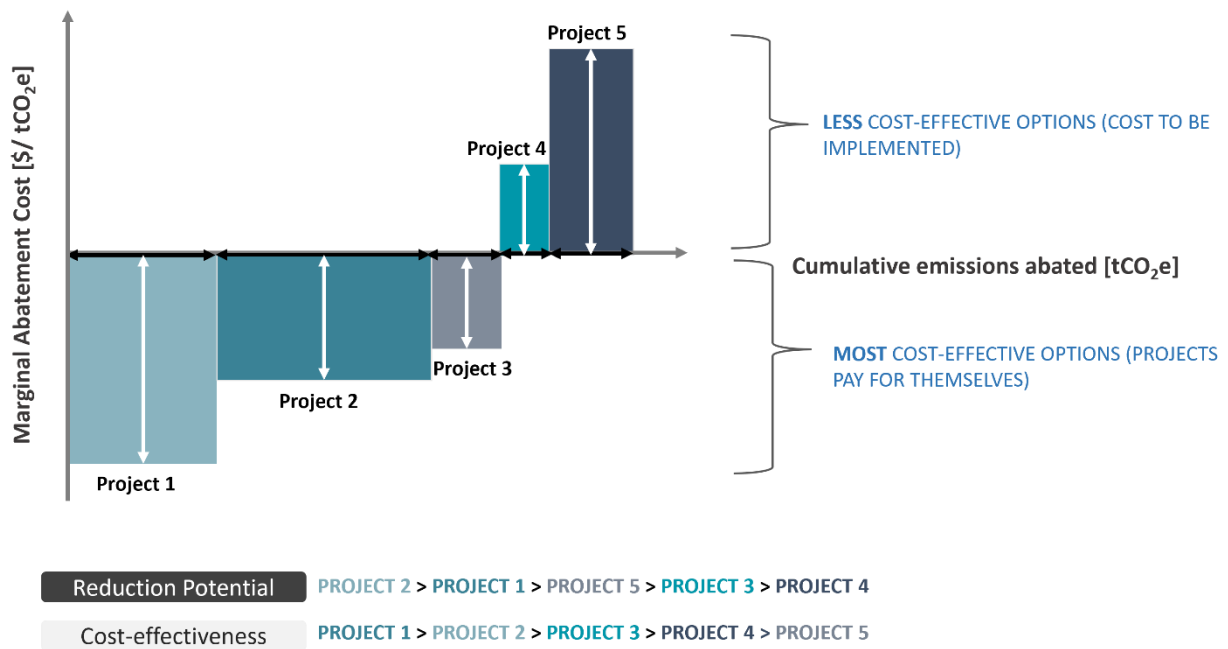 Marginal Abatement Cost [$/ tCO₂e]
Project 5
Project 4
LESS COST-EFFECTIVE OPTIONS (COST TO BE
IMPLEMENTED)
Cumulative emissions abated [tCO₂e]
MOST COST-EFFECTIVE OPTIONS (PROJECTS
PAY FOR THEMSELVES)
Project 3
Project 2
Project 1
Reduction Potential PROJECT 2 > PROJECT 1 > PROJECT 5 > PROJECT 3 > PROJECT 4
Cost-effectiveness PROJECT 1 > PROJECT 2 > PROJECT 3 > PROJECT 4 > PROJECT 5